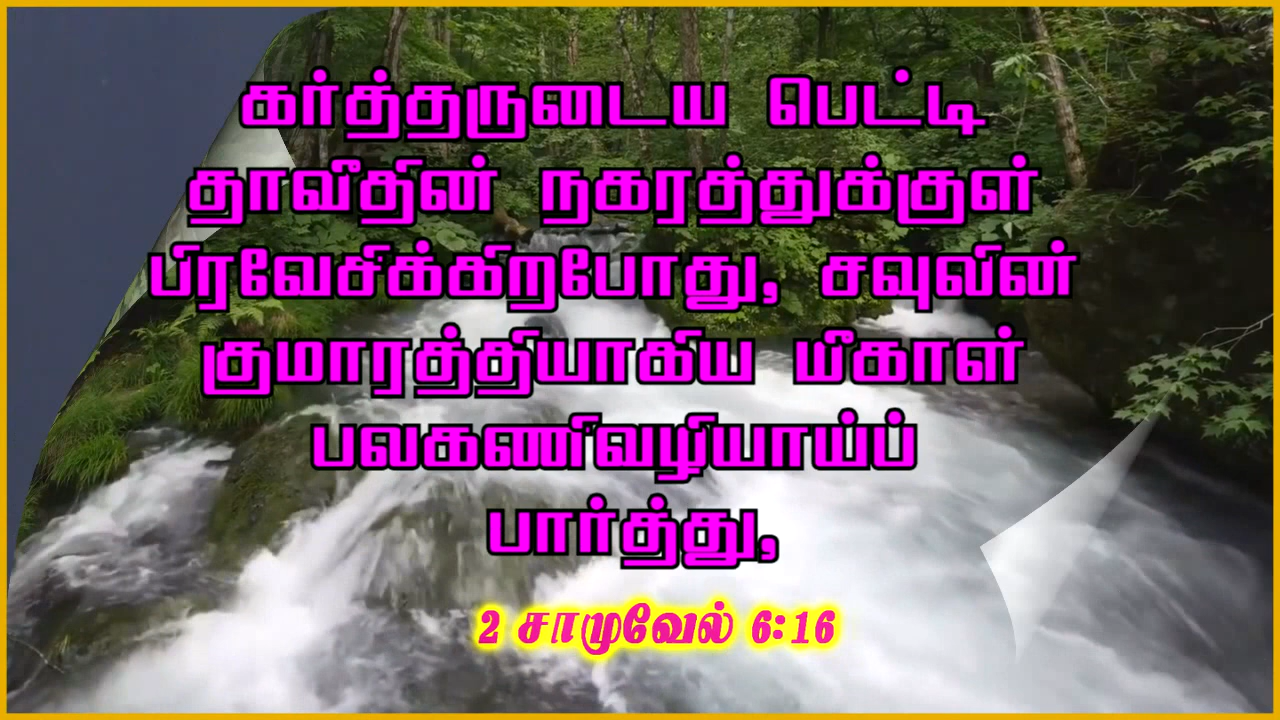 கர்த்தருடைய பெட்டி
தாவீதின் நகரத்துக்குள்
பிரவேசிக்கிறபோது, சவுலின்
குமாரத்தியாகிய மீகாள்
பலகணிவழியாய்ப்
பார்த்து,
2 சாமுவேல் 6:16